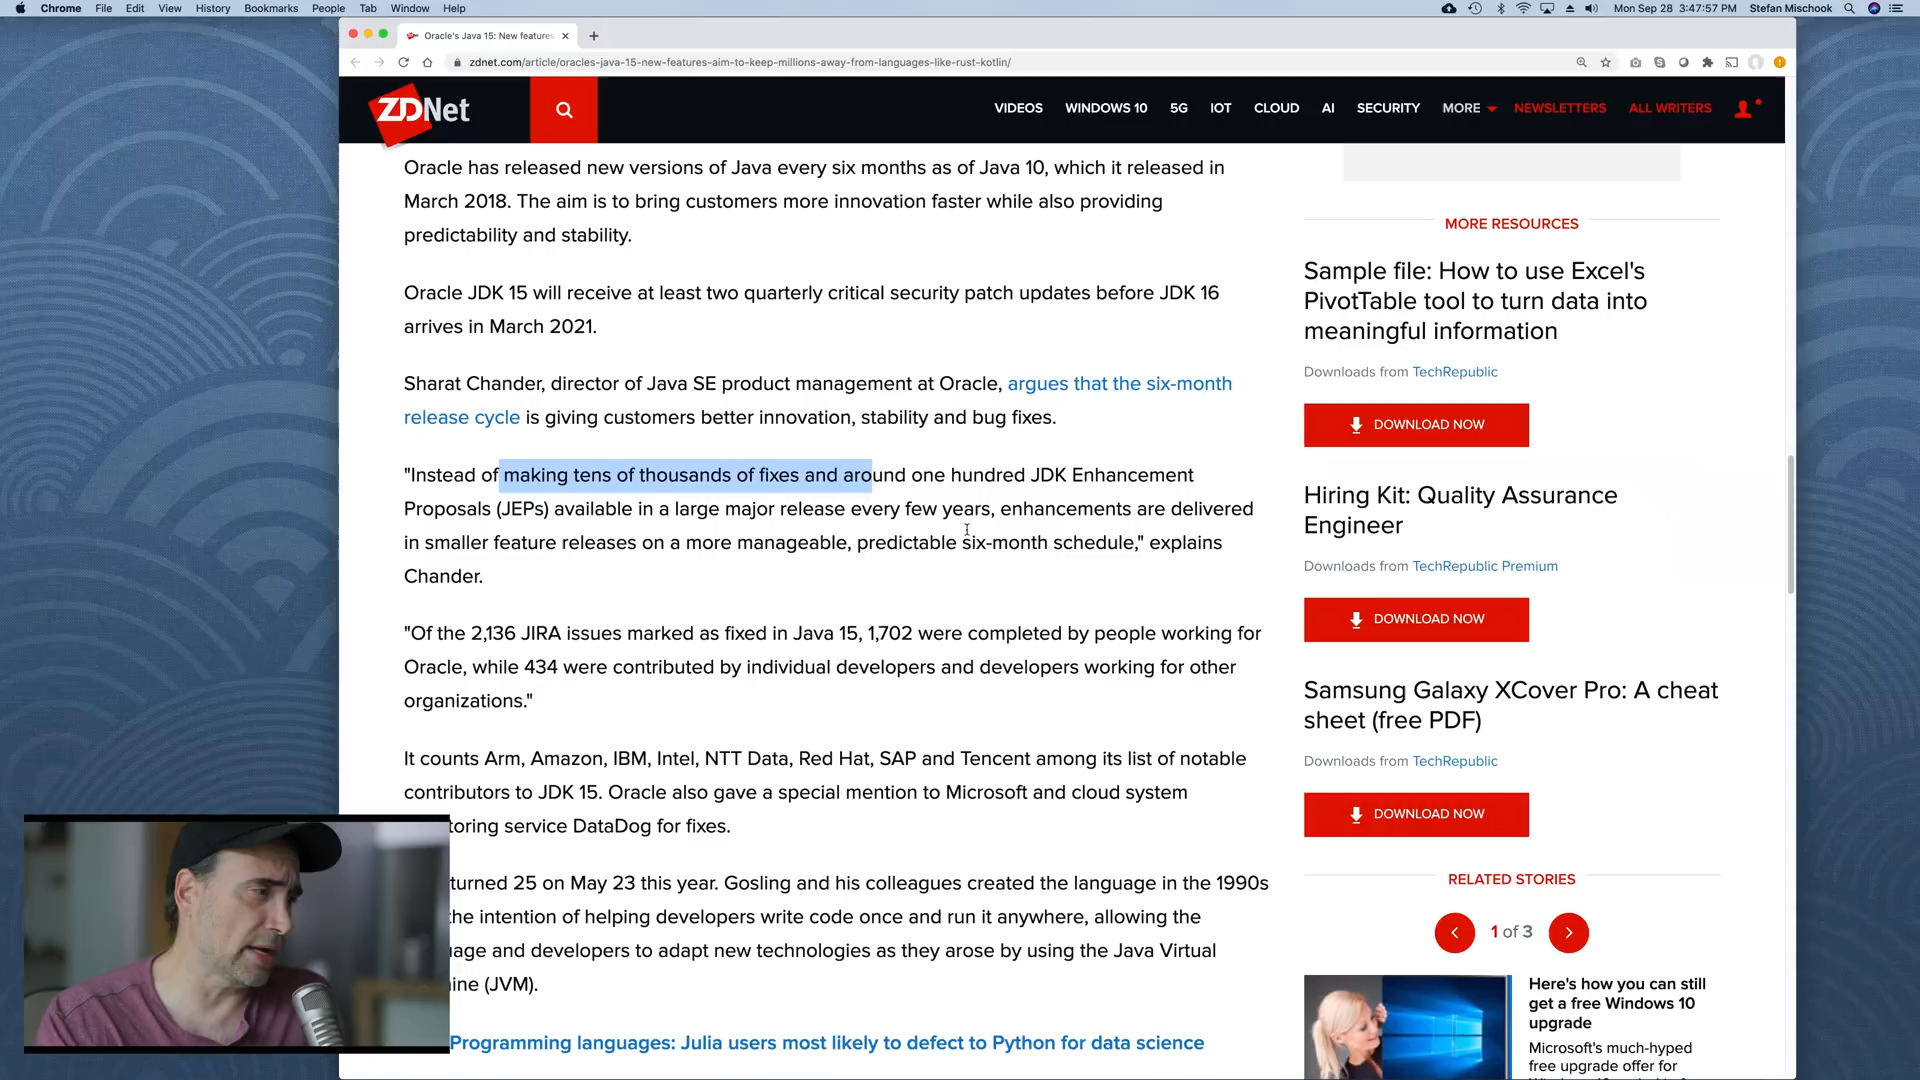 Chrome File Edit View History Bookmarks People Tab Window Help
Mon Sep 28 3:47:57 PM Stefan Mischook
Oracle's Java 15: New features
zdnet.com/article/oracles-java-15-new-features-aim-to-keep-millions-away-from-languages-like-rust-kotlin/
ZDNet
VIDEOS WINDOWS 10 5G IOT CLOUD AI SECURITY MORE NEWSLETTERS ALL WRITERS
Oracle has released new versions of Java every six months as of Java 10, which it released in
March 2018. The aim is to bring customers more innovation faster while also providing
predictability and stability.
Oracle JDK 15 will receive at least two quarterly critical security patch updates before JDK 16
arrives in March 2021.
Sharat Chander, director of Java SE product management at Oracle, argues that the six-month
release cycle is giving customers better innovation, stability and bug fixes.
"Instead of making tens of thousands of fixes and around one hundred JDK Enhancement
Proposals (JEPs) available in a large major release every few years, enhancements are delivered
in smaller feature releases on a more manageable, predictable six-month schedule," explains
Chander.
"Of the 2,136 JIRA issues marked as fixed in Java 15, 1,702 were completed by people working for
Oracle, while 434 were contributed by individual developers and developers working for other
organizations."
It counts Arm, Amazon, IBM, Intel, NTT Data, Red Hat, SAP and Tencent among its list of notable
contributors to JDK 15. Oracle also gave a special mention to Microsoft and cloud system
toring service DataDog for fixes.
turned 25 on May 23 this year. Gosling and his colleagues created the language in the 1990s
the intention of helping developers write code once and run it anywhere, allowing the
age and developers to adapt new technologies as they arose by using the Java Virtual
ine (JVM).
Programming languages: Julia users most likely to defect to Python for data science
MORE RESOURCES
Sample file: How to use Excel's
PivotTable tool to turn data into
meaningful information
Downloads from TechRepublic
DOWNLOAD NOW
Hiring Kit: Quality Assurance
Engineer
Downloads from TechRepublic Premium
DOWNLOAD NOW
Samsung Galaxy XCover Pro: A cheat
sheet (free PDF)
Downloads from TechRepublic
DOWNLOAD NOW
RELATED STORIES
1 of 3
Here's how you can still
get a free Windows 10
upgrade
Microsoft's much-hyped
free upgrade offer for